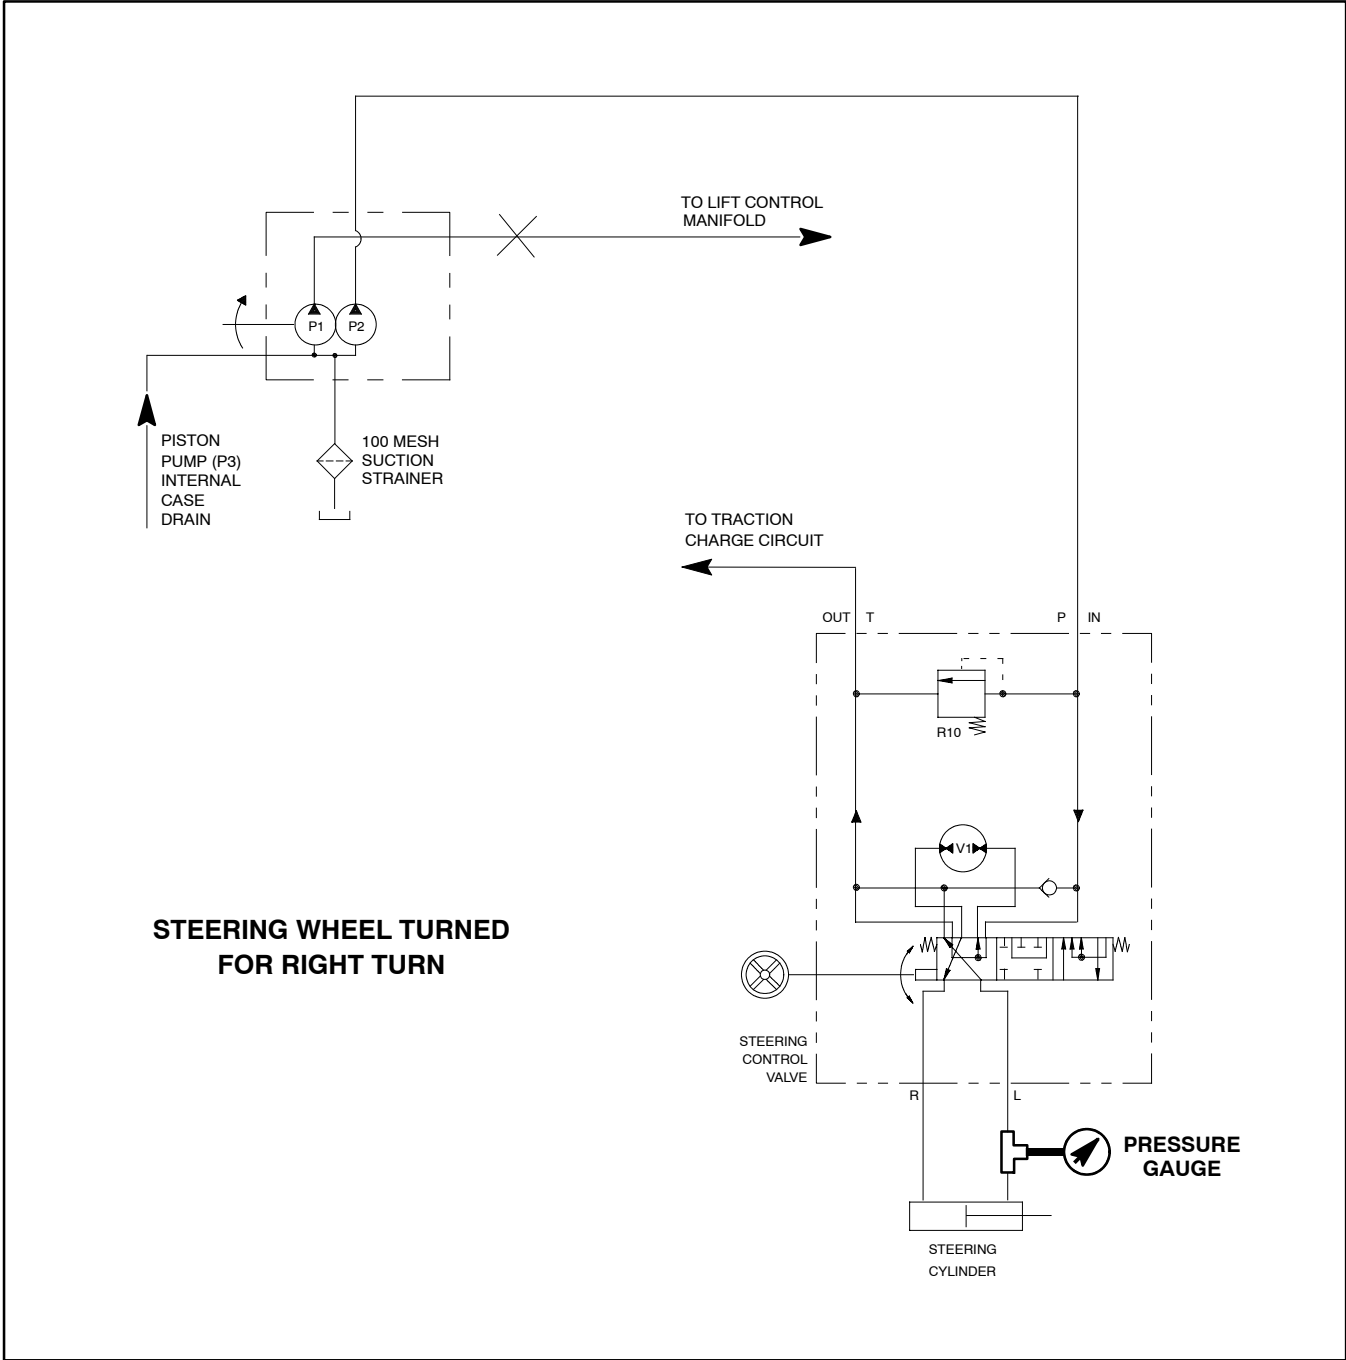 TO LIFT CONTROL
MANIFOLD
P1
P2
PISTON
PUMP (P3)
INTERNAL
CASE
DRAIN
100 MESH
SUCTION
STRAINER
TO TRACTION
CHARGE CIRCUIT
OUT T
P IN
R10
V1
STEERING WHEEL TURNED
FOR RIGHT TURN
STEERING
CONTROL
VALVE
R
L
PRESSURE
GAUGE
STEERING
CYLINDER